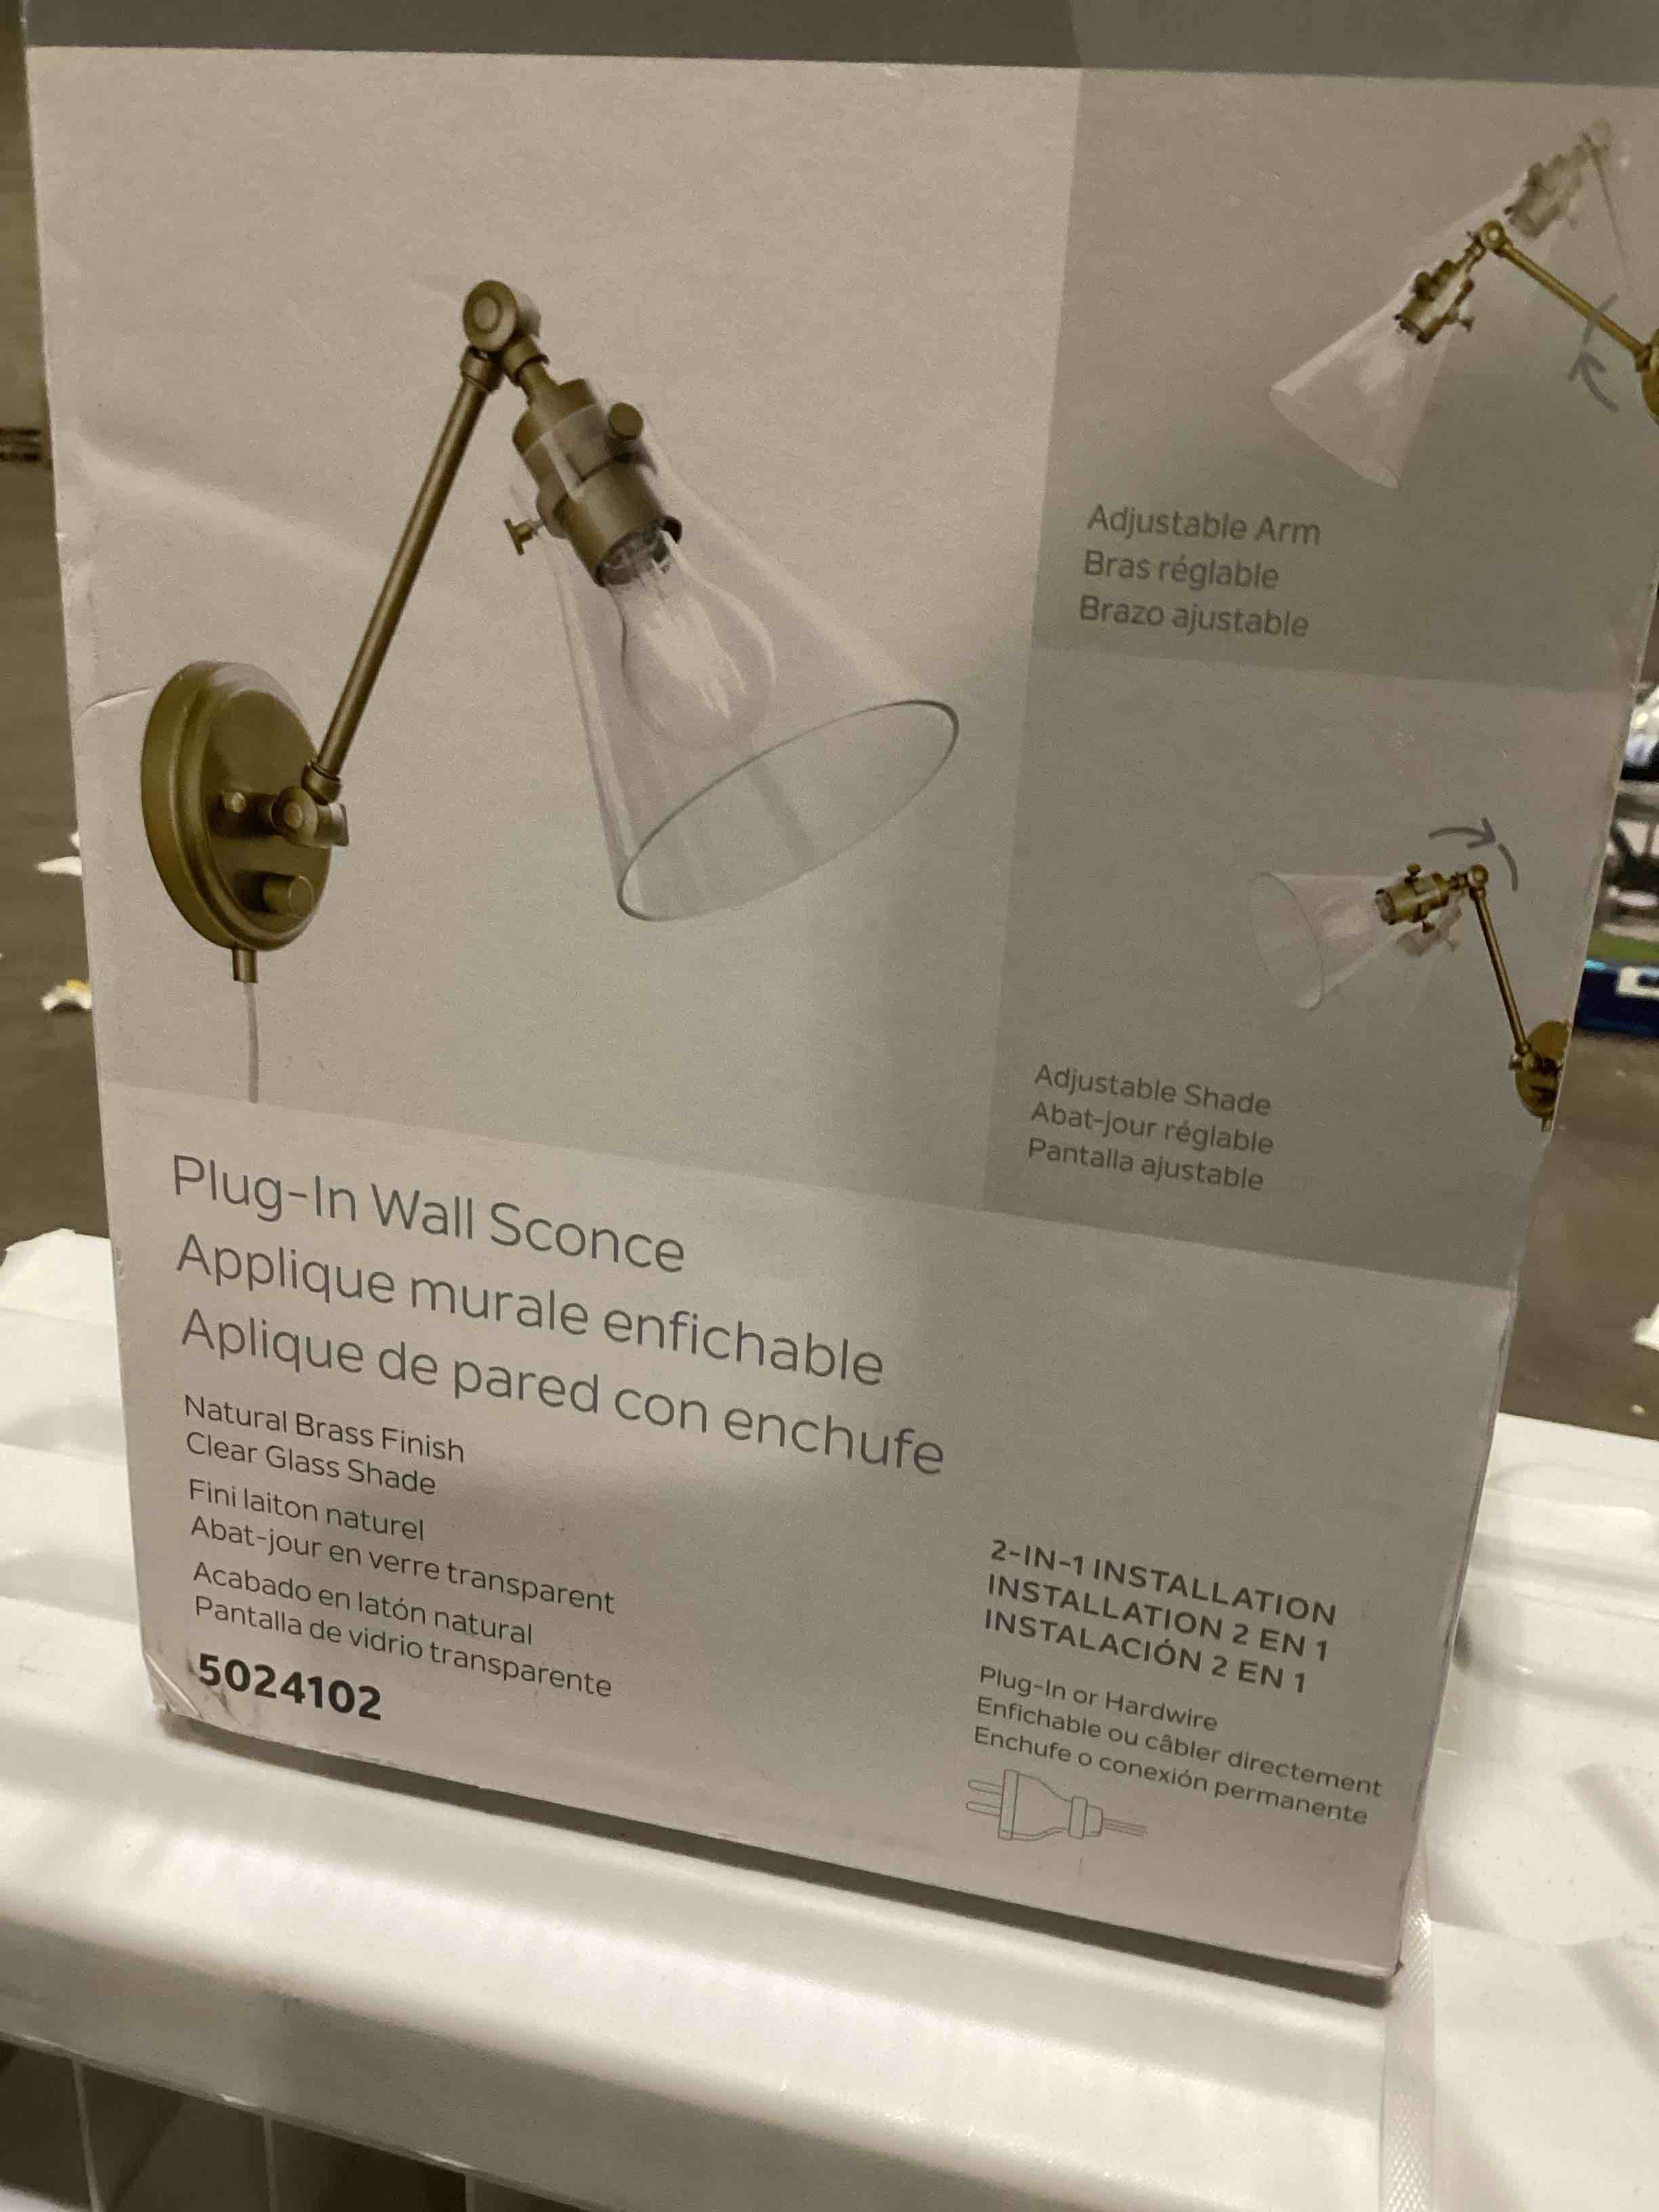 Adjustable Arm
Bras réglable
Brazo ajustable
Adjustable Shade
Abat-jour réglable
Pantalla ajustable
Plug-In Wall Sconce
Applique murale enfichable
Aplique de pared con enchufe
Natural Brass Finish
Clear Glass Shade
Fini laiton naturel
Abat-jour en verre transparent
Acabado en latón natural
Pantalla de vidrio transparente
5024102
2-IN-1 INSTALLATION
INSTALLATION 2 EN 1
INSTALACIÓN 2 EN 1
Plug-In or Hardwire
Enfichable ou câbler directement
Enchufe o conexión permanente